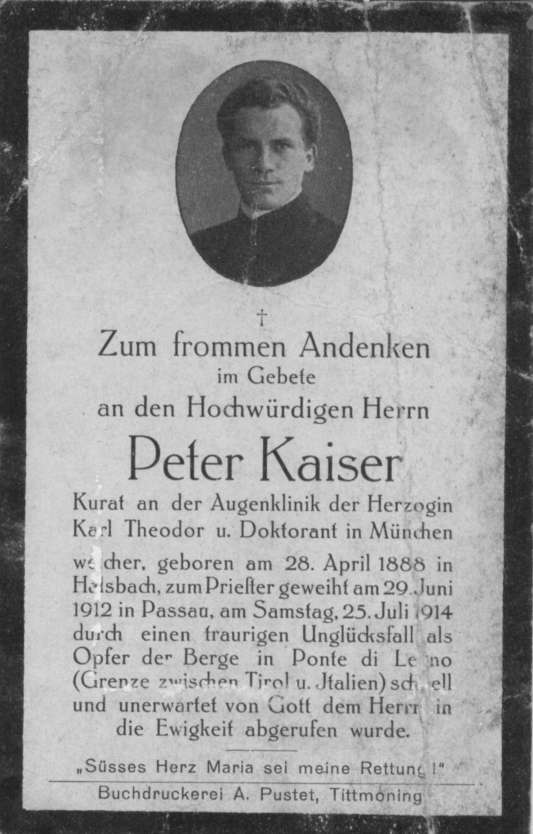 †
Zum frommen Andenken
im Gebete
an den Hochwürdigen Herrn
Peter Kaiser
Kurat an der Augenklinik der Herzogin
Karl Theodor u. Doktorant in München
welcher, geboren am 28. April 1888 in
Halsbach, zum Priester geweiht am 29. Juni
1912 in Passau, am Samstag, 25. Juli 1914
durch einen traurigen Unglücksfall als
Opfer der Berge in Ponte di
(Grenze zwischen Tirol u. Jtalien) schnell
und unerwartet von Gott dem Herrn in
die Ewigkeit abgerufen wurde.
„Süsses Herz Maria sei meine Rettung!"
Buchdruckerei A. Pustet, Tittmoning